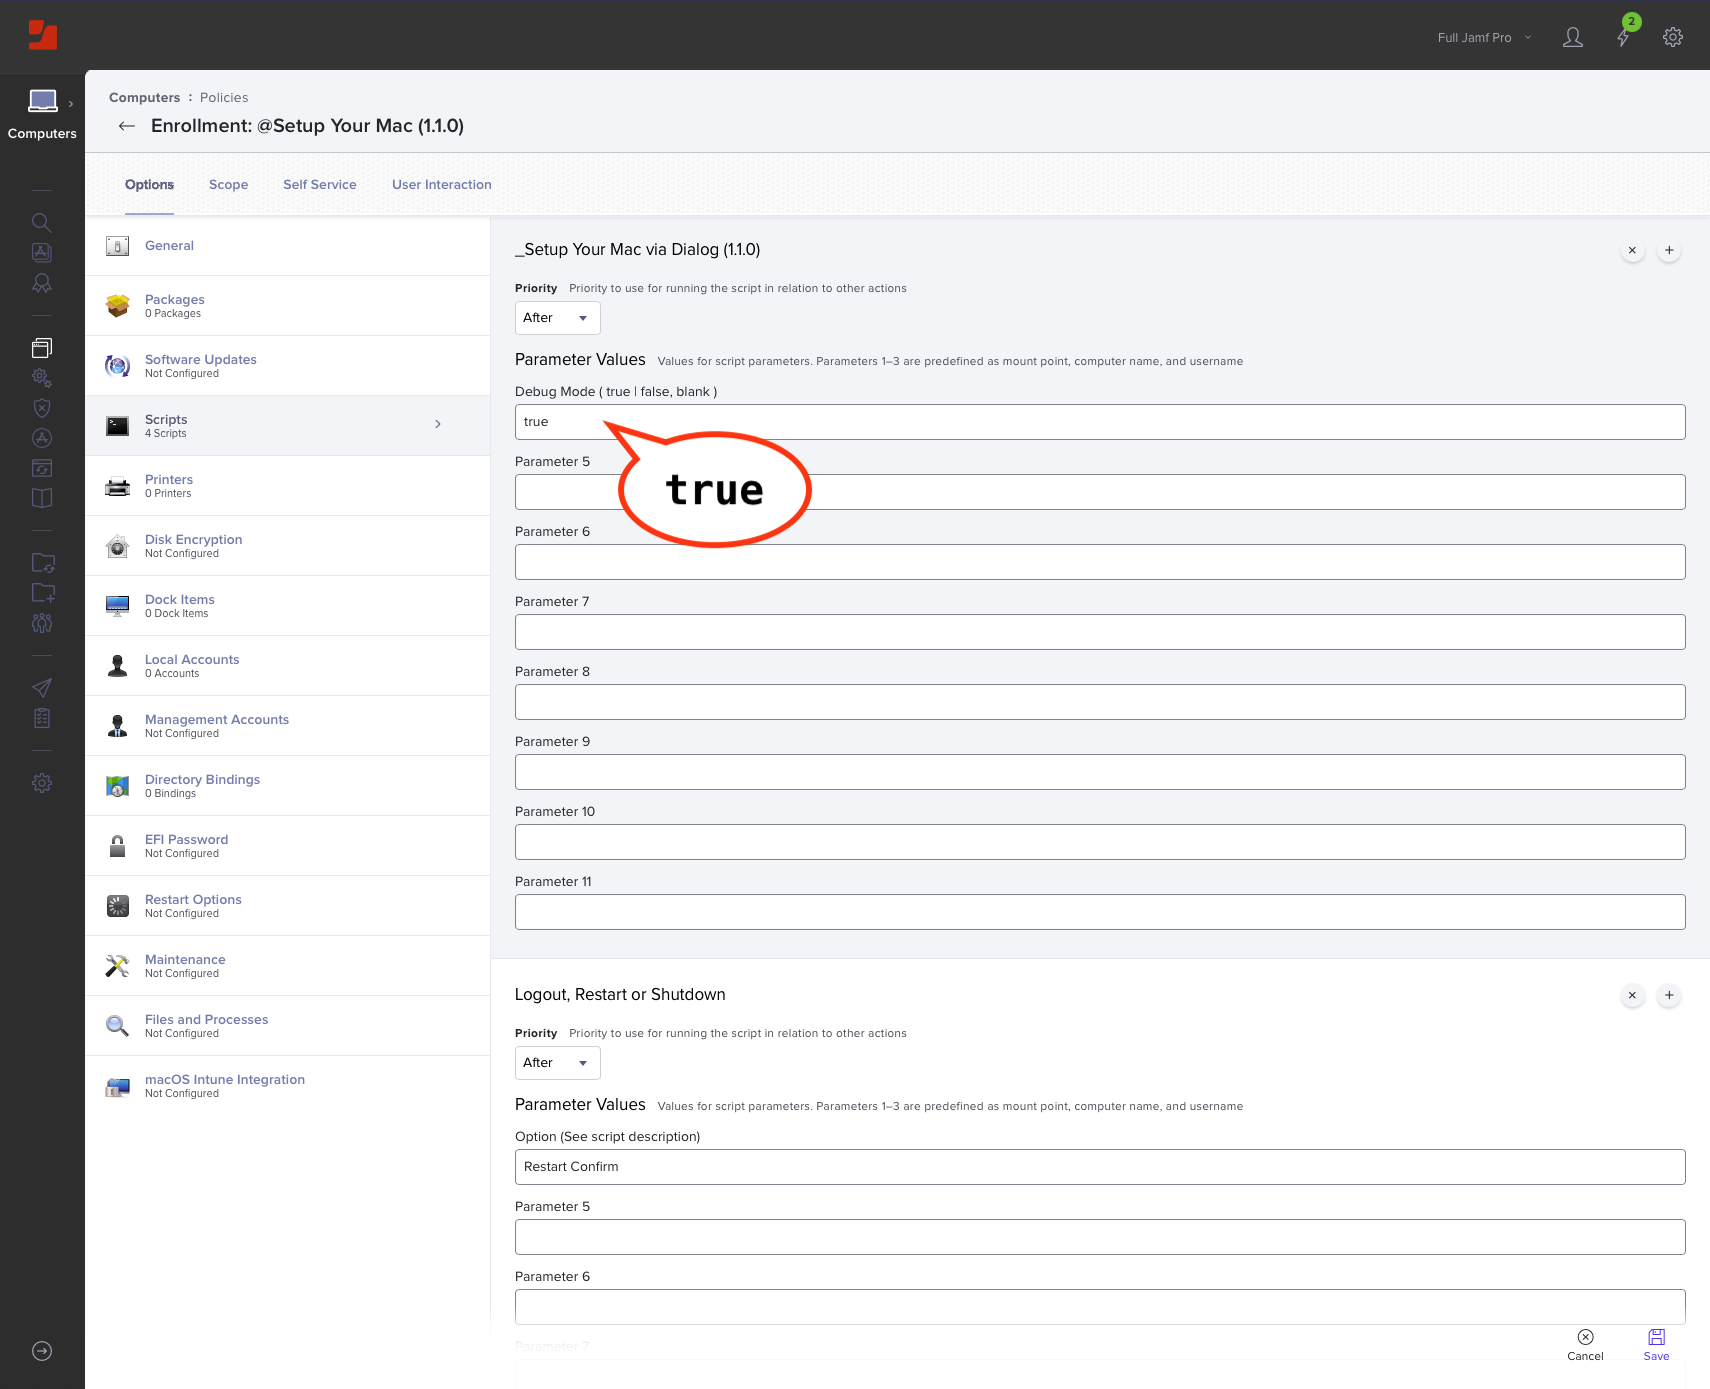 Full Jamf Pro
2
Computers
Computers : Policies
Enrollment: @Setup Your Mac (1.1.0)
Options
Scope
Self Service
User Interaction
General
Packages
0 Packages
Software Updates
Not Configured
Scripts
4 Scripts
Printers
0 Printers
Disk Encryption
Not Configured
Dock Items
0 Dock Items
Local Accounts
0 Accounts
Management Accounts
Not Configured
Directory Bindings
0 Bindings
EFI Password
Not Configured
Restart Options
Not Configured
Maintenance
Not Configured
Files and Processes
Not Configured
macOS Intune Integration
Not Configured
_Setup Your Mac via Dialog (1.1.0)
Priority Priority to use for running the script in relation to other actions
After
Parameter Values Values for script parameters. Parameters 1–3 are predefined as mount point, computer name, and username
Debug Mode ( true | false, blank )
true
true
Parameter 5
Parameter 6
Parameter 7
Parameter 8
Parameter 9
Parameter 10
Parameter 11
Logout, Restart or Shutdown
Priority Priority to use for running the script in relation to other actions
After
Parameter Values Values for script parameters. Parameters 1–3 are predefined as mount point, computer name, and username
Option (See script description)
Restart Confirm
Parameter 5
Parameter 6
Parameter 7
Cancel
Save